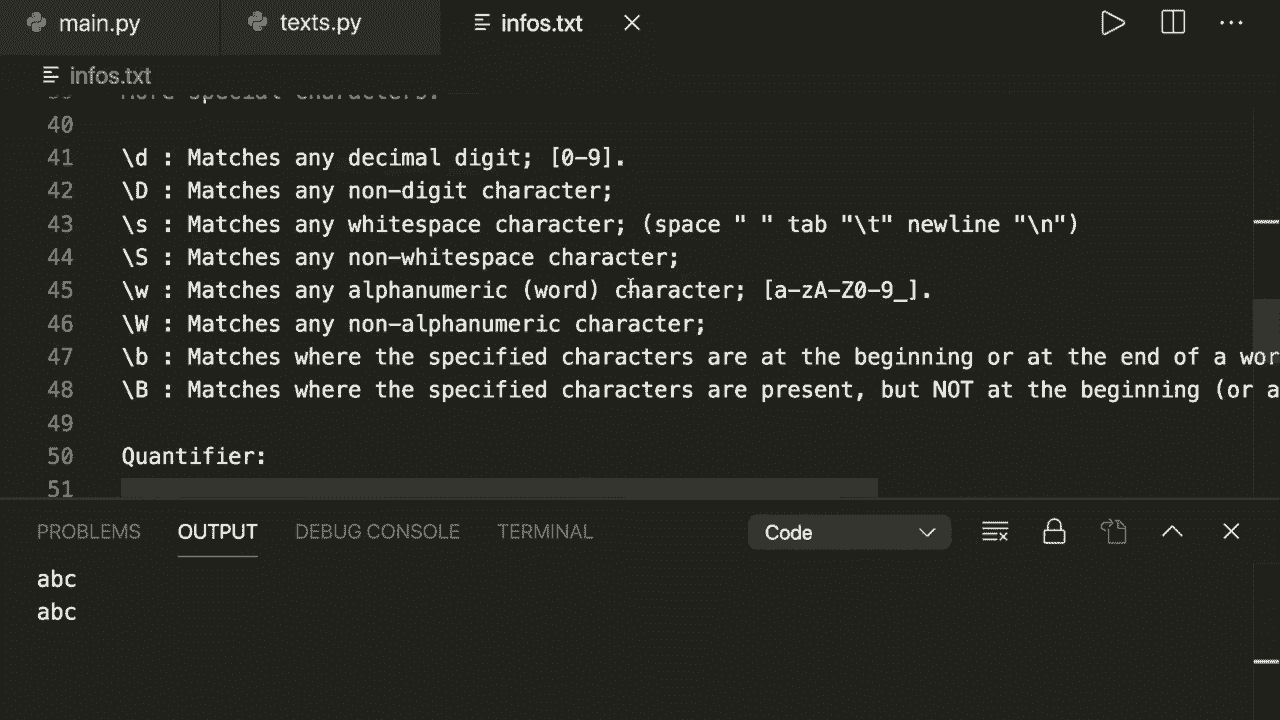 main.py texts.py infos.txt
infos.txt
40
41 \d : Matches any decimal digit; [0-9].
42 \D : Matches any non-digit character;
43 \s : Matches any whitespace character; (space " " tab "\t" newline "\n")
44 \S : Matches any non-whitespace character;
45 \w : Matches any alphanumeric (word) character; [a-zA-Z0-9_].
46 \W : Matches any non-alphanumeric character;
47 \b : Matches where the specified characters are at the beginning or at the end of a wor
48 \B : Matches where the specified characters are present, but NOT at the beginning (or a
49
50 Quantifier:
51
PROBLEMS OUTPUT DEBUG CONSOLE TERMINAL Code
abc
abc